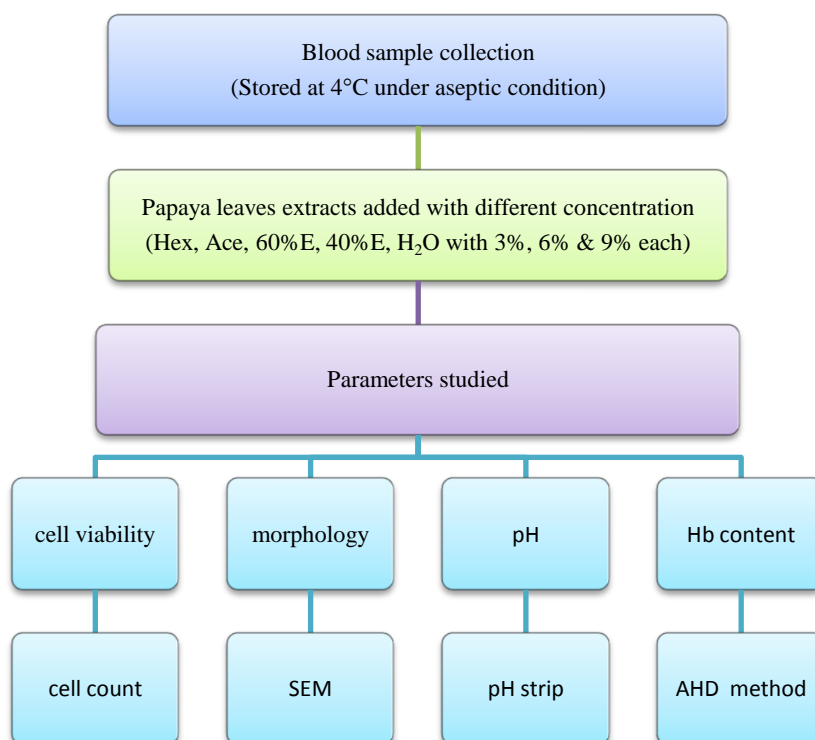 Blood sample collection
(Stored at 4°C under aseptic condition)
Papaya leaves extracts added with different concentration
(Hex, Ace, 60%E, 40%E, H₂O with 3%, 6% & 9% each)
Parameters studied
cell viability
morphology
pH
Hb content
cell count
SEM
pH strip
AHD method